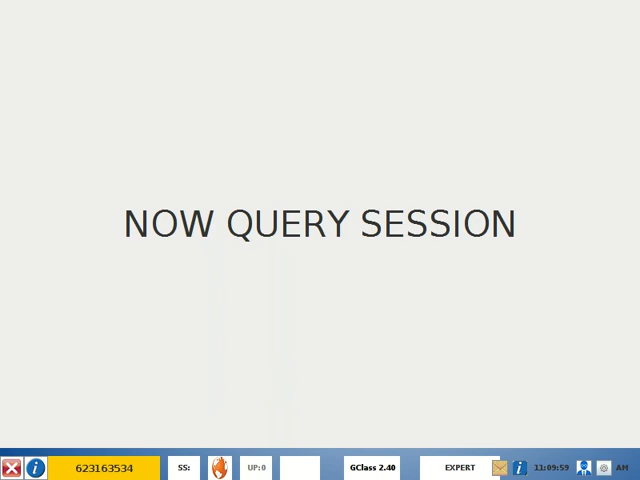 NOW QUERY SESSION
623163534
SS:
UP:0
GClass 2.40
EXPERT
11:09:59
AM